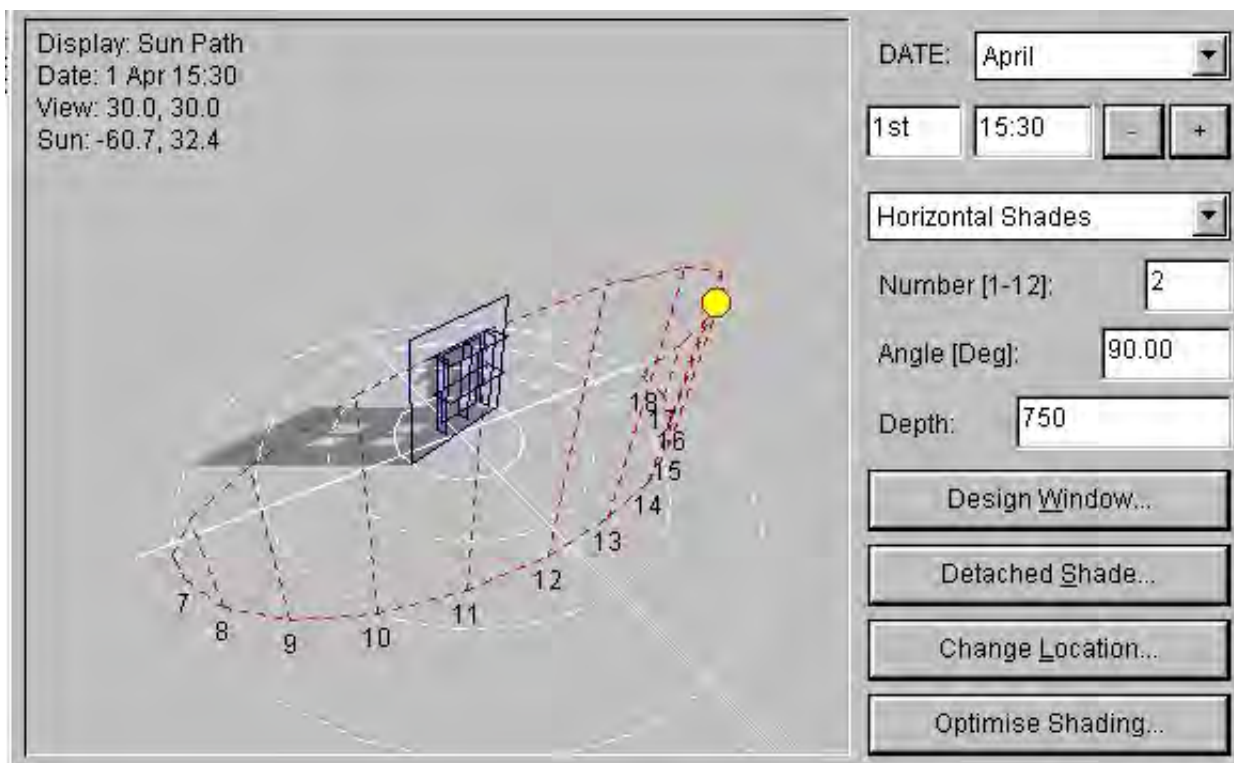 Display: Sun Path
Date: 1 Apr 15:30
View: 30.0, 30.0
Sun: -60.7, 32.4
DATE: April
1st 15:30 - +
Horizontal Shades
Number [1-12]: 2
Angle [Deg]: 90.00
Depth: 750
Design Window...
Detached Shade...
Change Location...
Optimise Shading...
18
17
16
15
14
13
12
11
10
9
8
7